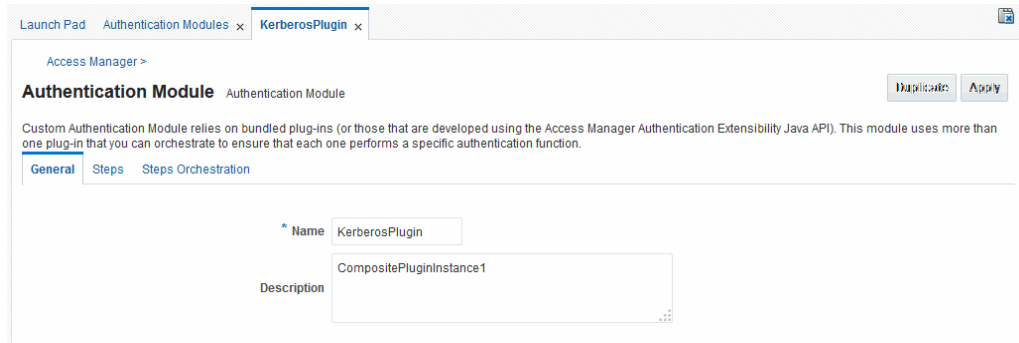 Launch Pad Authentication Modules x KerberosPlugin x
Access Manager >
Authentication Module Authentication Module
Duplicate Apply
Custom Authentication Module relies on bundled plug-ins (or those that are developed using the Access Manager Authentication Extensibility Java API). This module uses more than
one plug-in that you can orchestrate to ensure that each one performs a specific authentication function.
General Steps Steps Orchestration
* Name KerberosPlugin
CompositePluginInstance1
Description